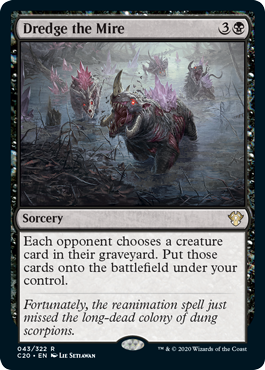 Dredge the Mire 3
Sorcery
Each opponent chooses a creature
card in their graveyard. Put those
cards onto the battlefield under your
control.
Fortunately, the reanimation spell just
missed the long-dead colony of dung
scorpions.
043/322 R
C20 • EN Lie Setiawan
™ & © 2020 Wizards of the Coast